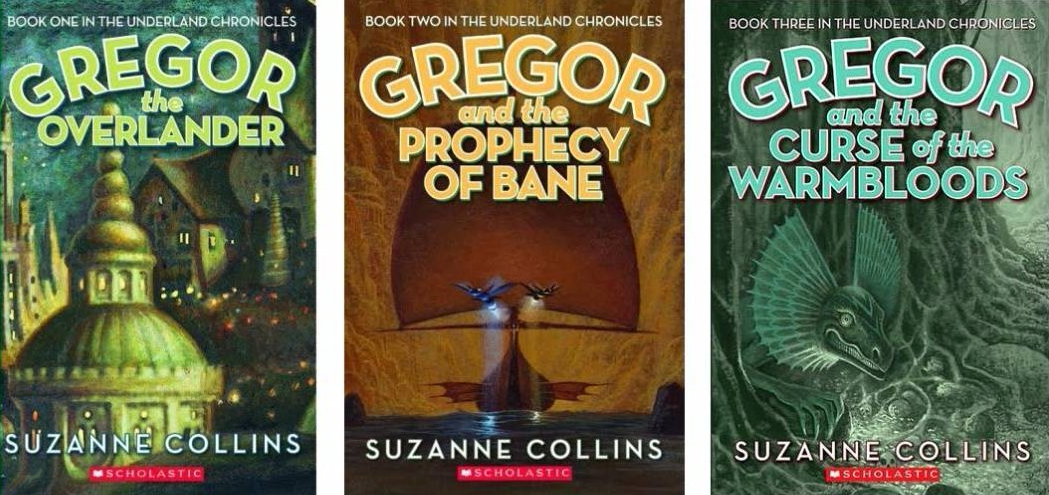 BOOK ONE IN THE UNDERLAND CHRONICLES
GREGOR
the
OVERLANDER
SUZANNE COLLINS
SCHOLASTIC
BOOK TWO IN THE UNDERLAND CHRONICLES
GREGOR
and the
PROPHECY
OF BANE
SUZANNE COLLINS
SCHOLASTIC
BOOK THREE IN THE UNDERLAND CHRONICLES
GREGOR
and the
CURSE of the
WARMBLOODS
SUZANNE COLLINS
SCHOLASTIC